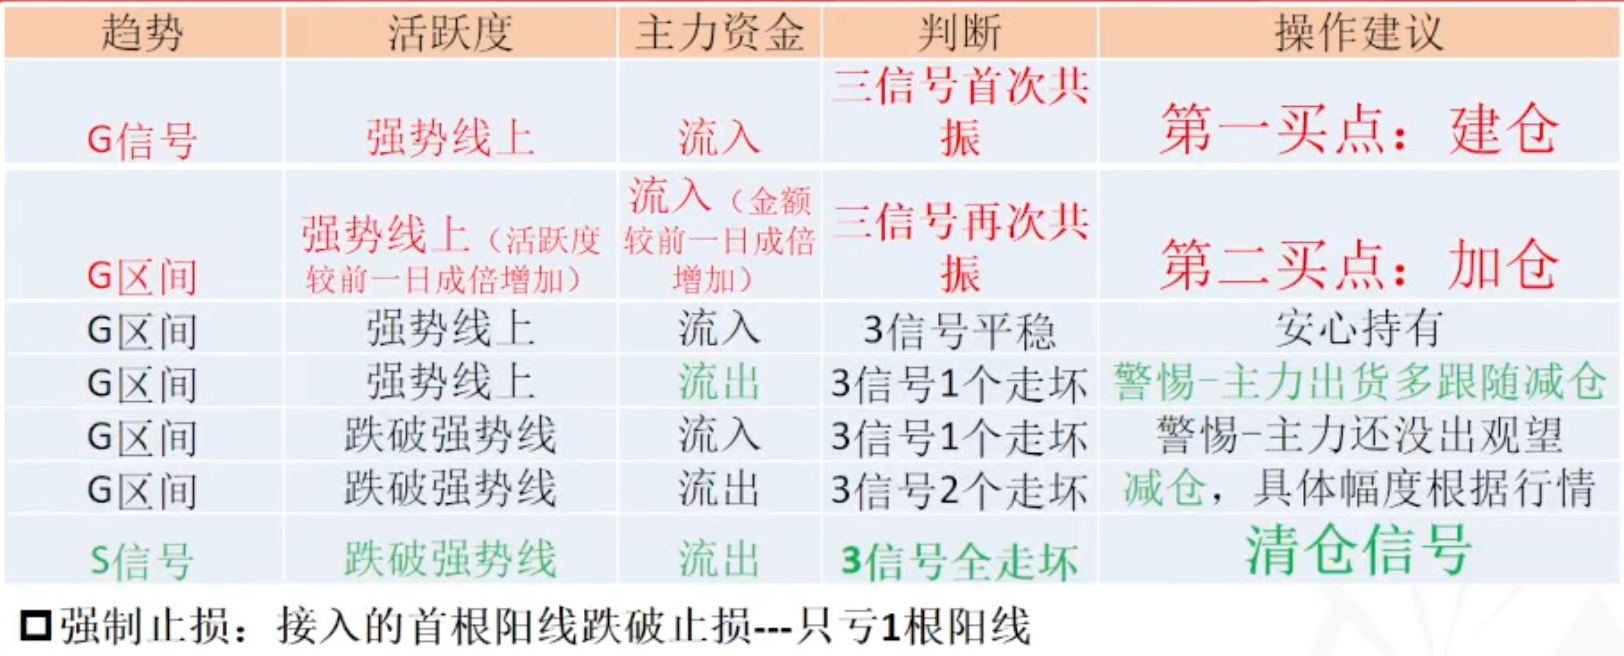 趋势 活跃度 主力资金 判断 操作建议
G信号 强势线上 流入 三信号首次共振 第一买点：建仓
G区间 强势线上（活跃度较前一日成倍增加） 流入（金额较前一日成倍增加） 三信号再次共振 第二买点：加仓
G区间 强势线上 流入 3信号平稳 安心持有
G区间 强势线上 流出 3信号1个走坏 警惕-主力出货多跟随减仓
G区间 跌破强势线 流入 3信号1个走坏 警惕-主力还没出观望
G区间 跌破强势线 流出 3信号2个走坏 减仓，具体幅度根据行情
S信号 跌破强势线 流出 3信号全走坏 清仓信号
强制止损：接入的首根阳线跌破止损---只亏1根阳线